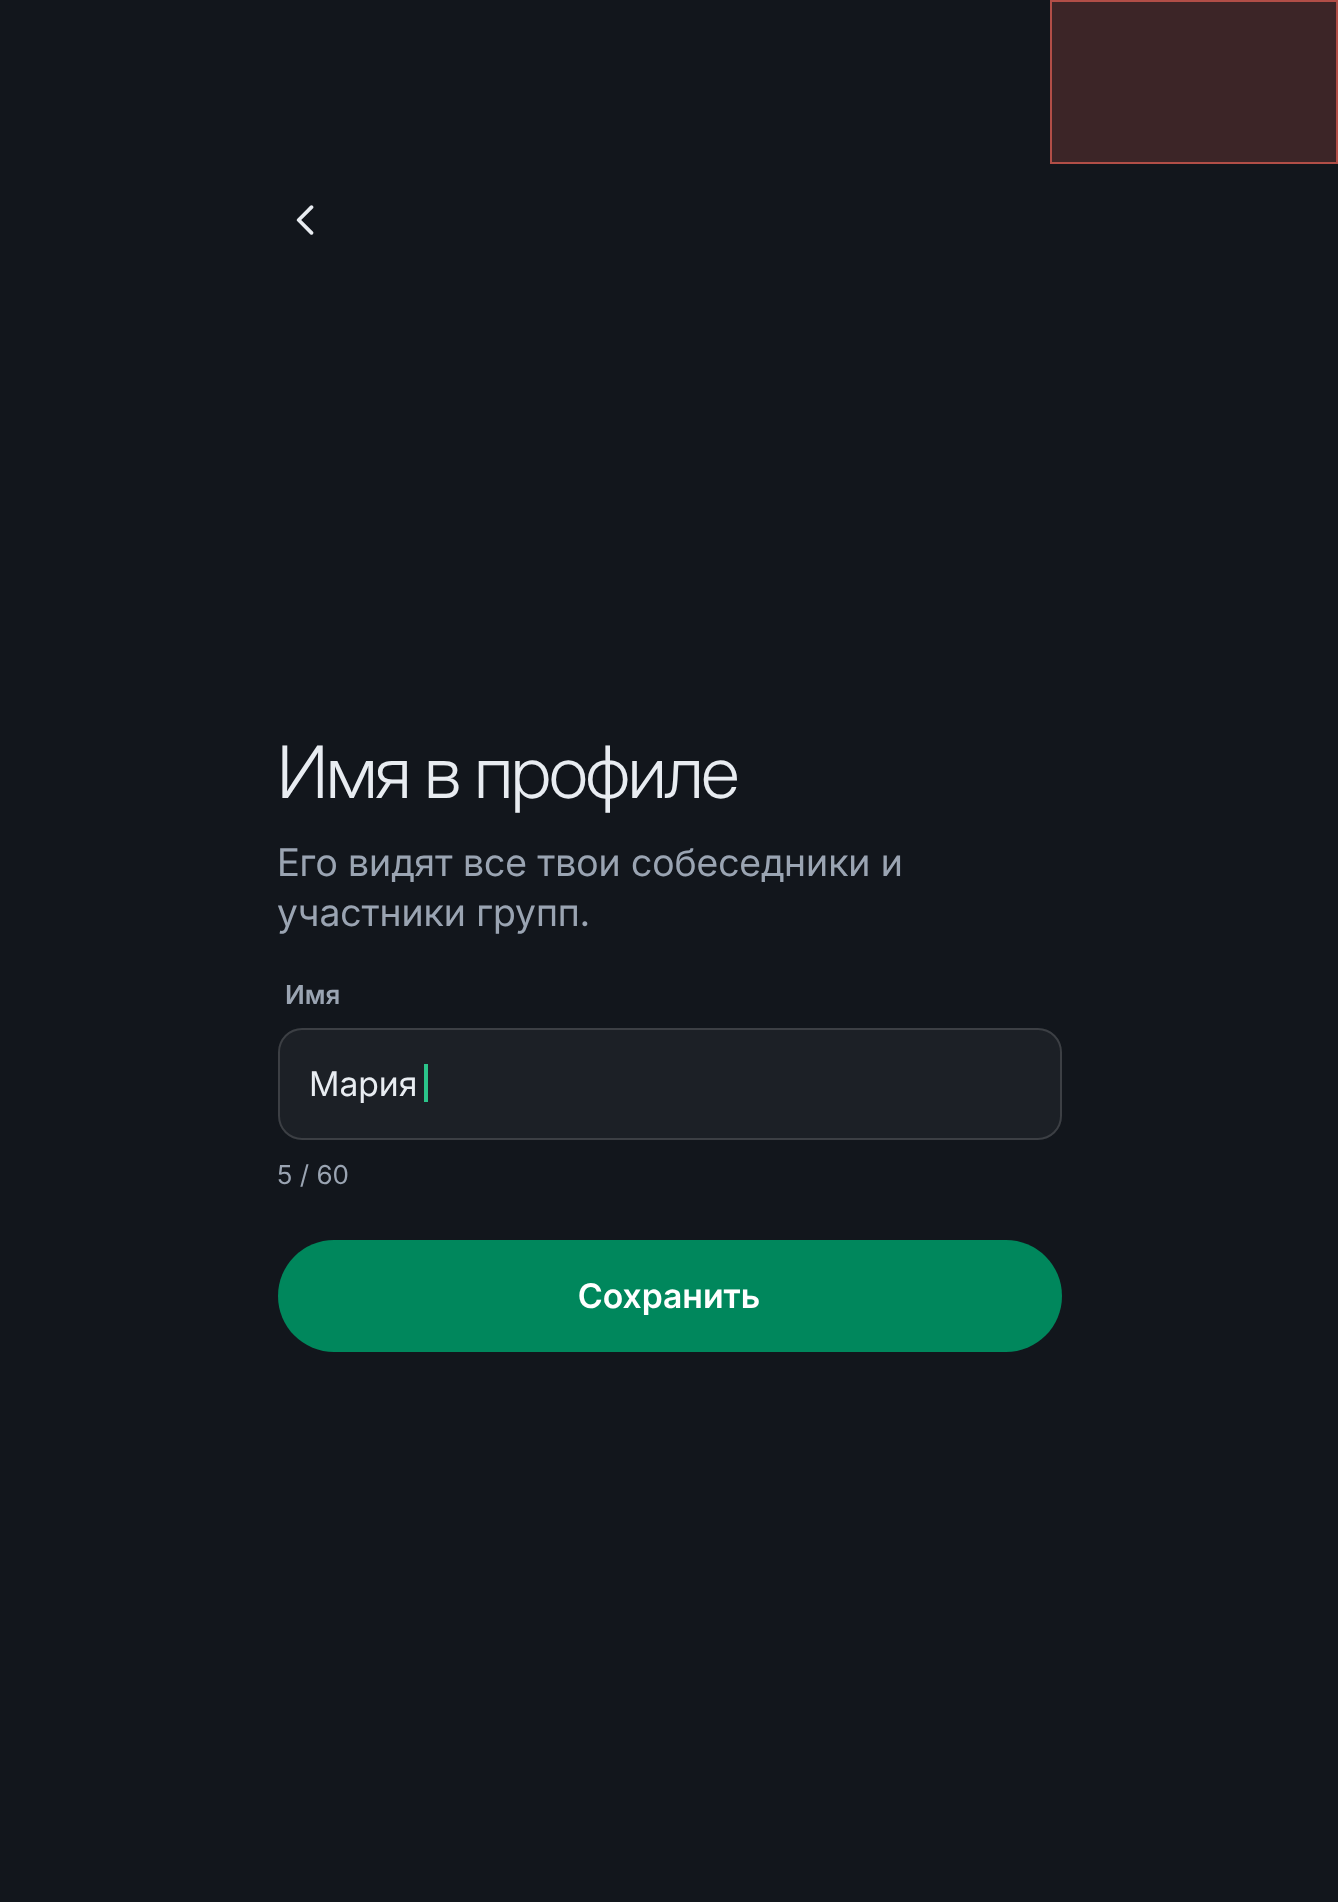 Имя в профиле
Его видят все твои собеседники и
участники групп.
Имя
Мария
5 / 60
Сохранить